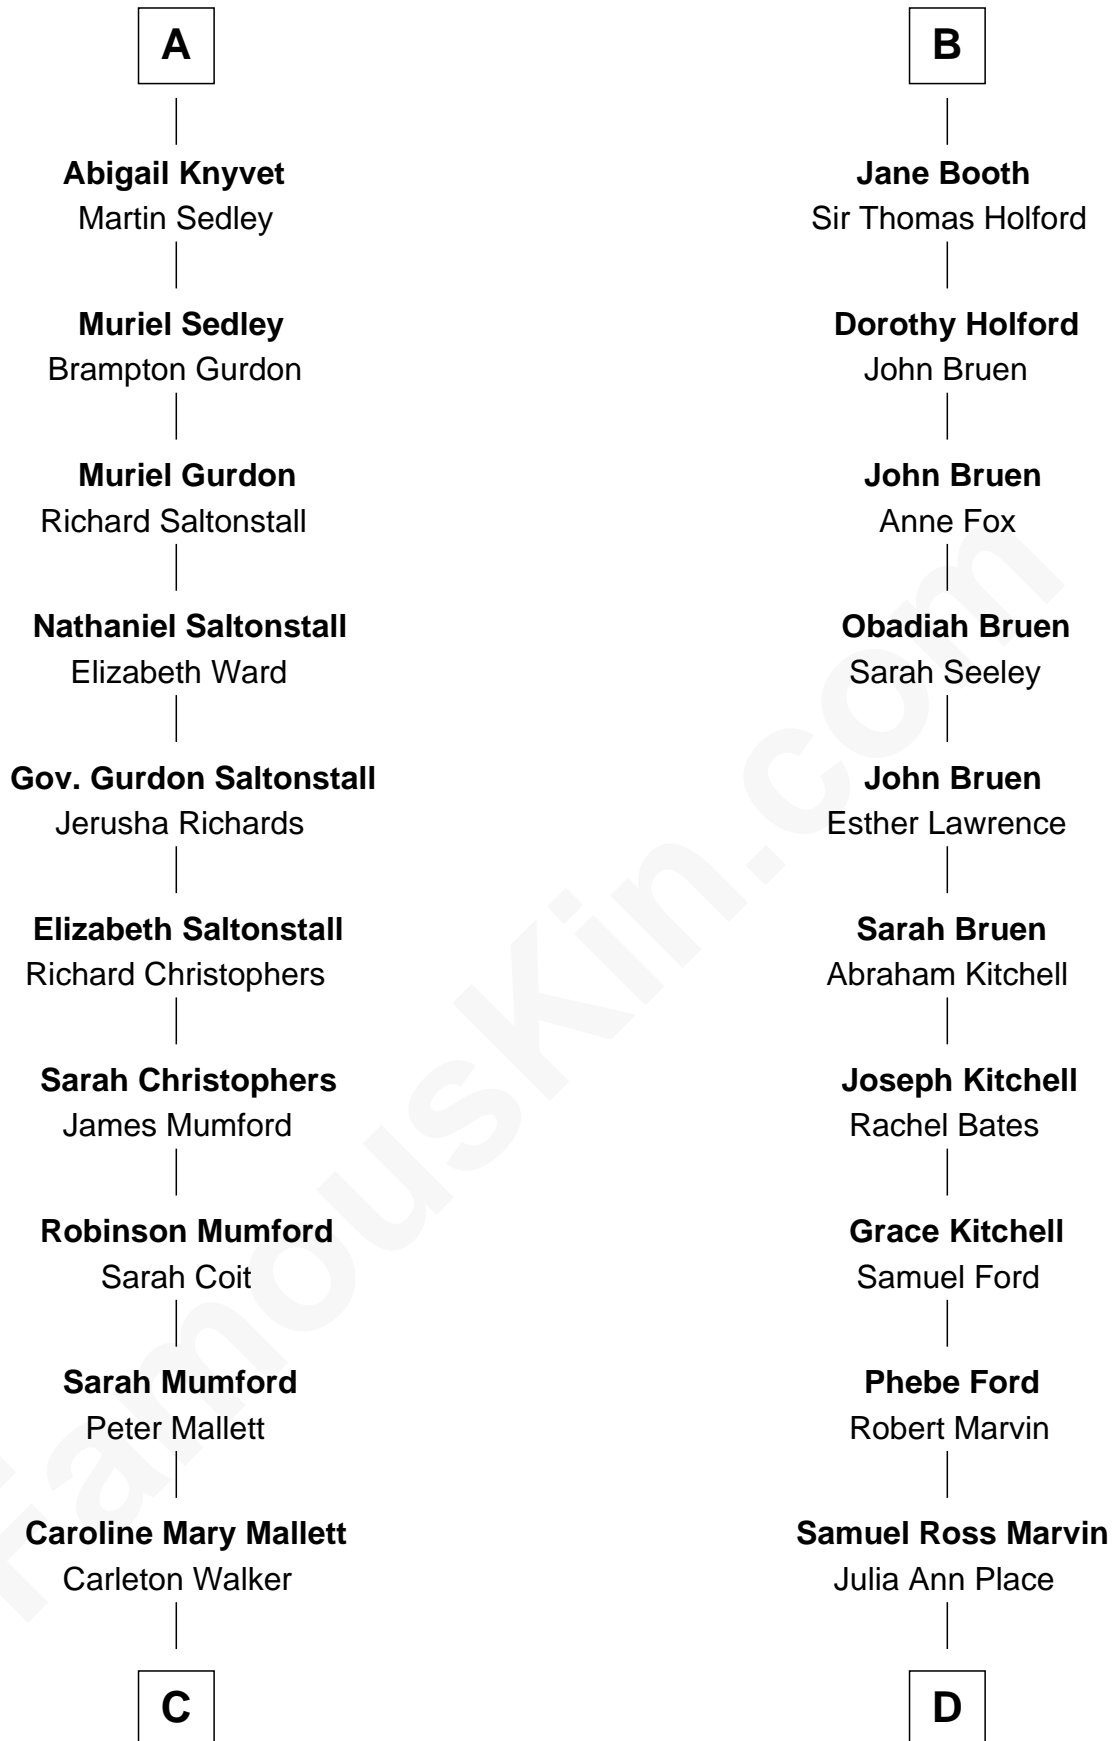 A
Abigail Knyvet
Martin Sedley
Muriel Sedley
Brampton Gurdon
Muriel Gurdon
Richard Saltonstall
Nathaniel Saltonstall
Elizabeth Ward
Gov. Gurdon Saltonstall
Jerusha Richards
Elizabeth Saltonstall
Richard Christophers
Sarah Christophers
James Mumford
Robinson Mumford
Sarah Coit
Sarah Mumford
Peter Mallett
Caroline Mary Mallett
Carleton Walker
C
B
Jane Booth
Sir Thomas Holford
Dorothy Holford
John Bruen
John Bruen
Anne Fox
Obadiah Bruen
Sarah Seeley
John Bruen
Esther Lawrence
Sarah Bruen
Abraham Kitchell
Joseph Kitchell
Rachel Bates
Grace Kitchell
Samuel Ford
Phebe Ford
Robert Marvin
Samuel Ross Marvin
Julia Ann Place
D
FamousKin.com